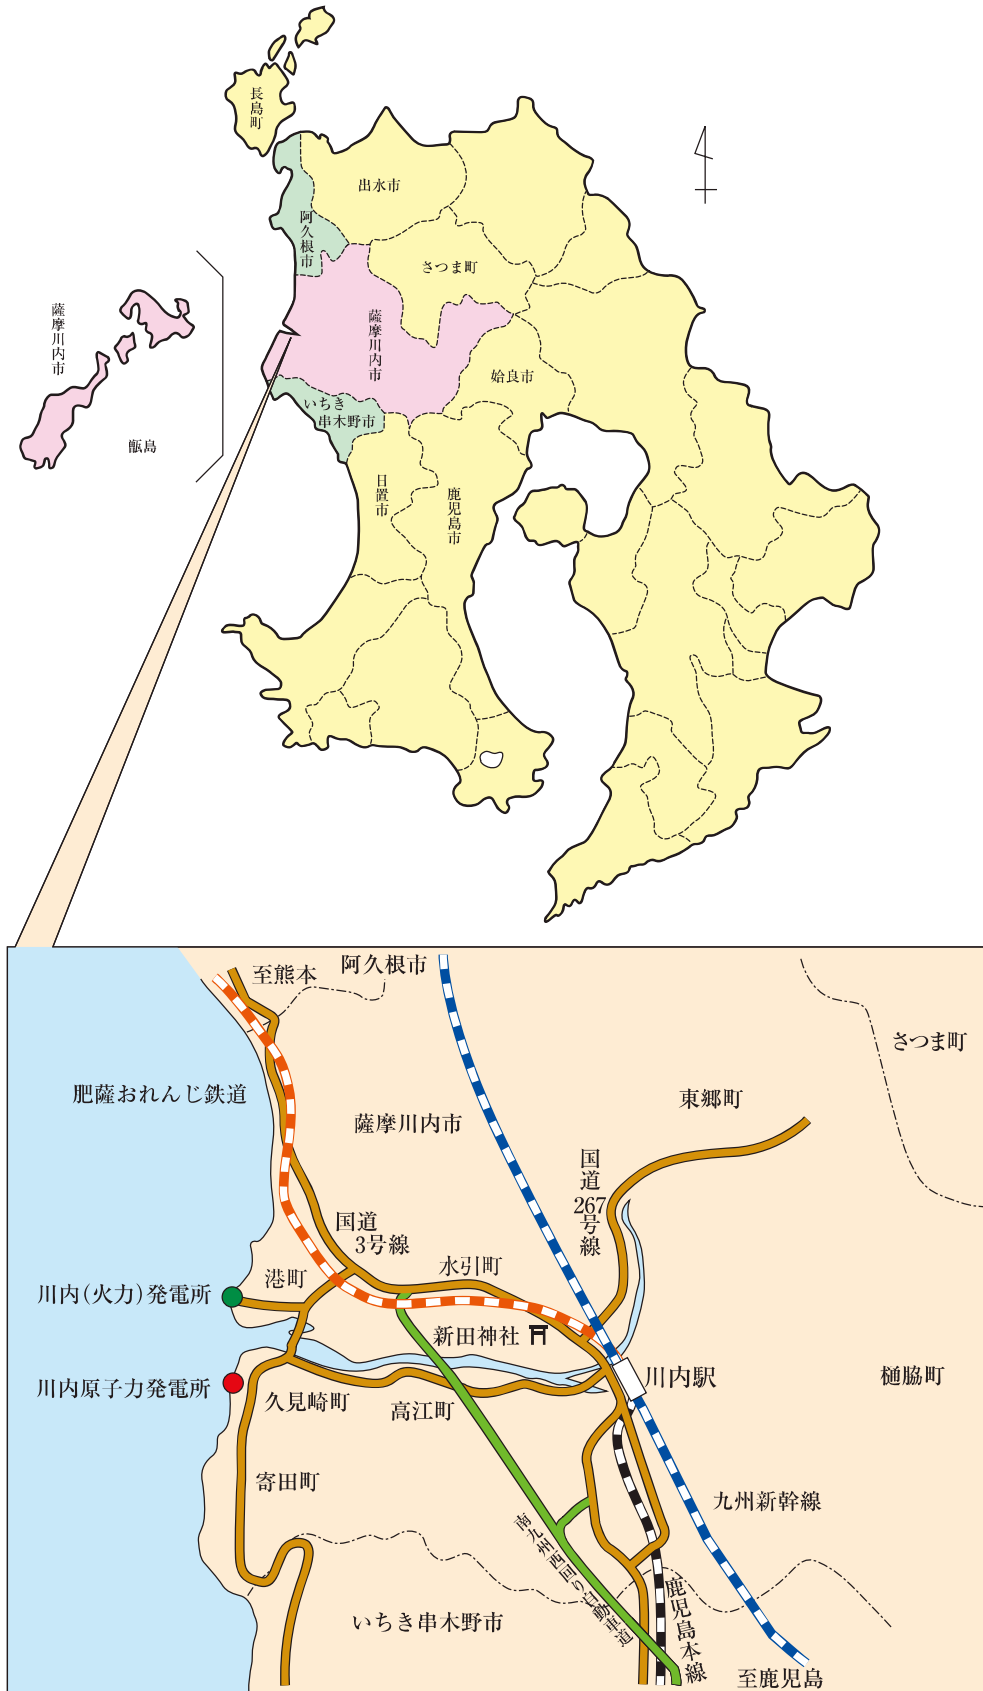 長島町
出水市
阿久根市
さつま町
薩摩川内市
薩摩川内市
姶良市
いちき
串木野市
甑島
日置市
鹿児島市
阿久根市
至熊本
さつま町
肥薩おれんじ鉄道
東郷町
薩摩川内市
国道
267
号線
国道
3号線
水引町
港町
川内(火力)発電所
新田神社
川内駅
樋脇町
川内原子力発電所
久見崎町
高江町
寄田町
九州新幹線
南九州西回り自動車道
鹿児島本線
いちき串木野市
至鹿児島